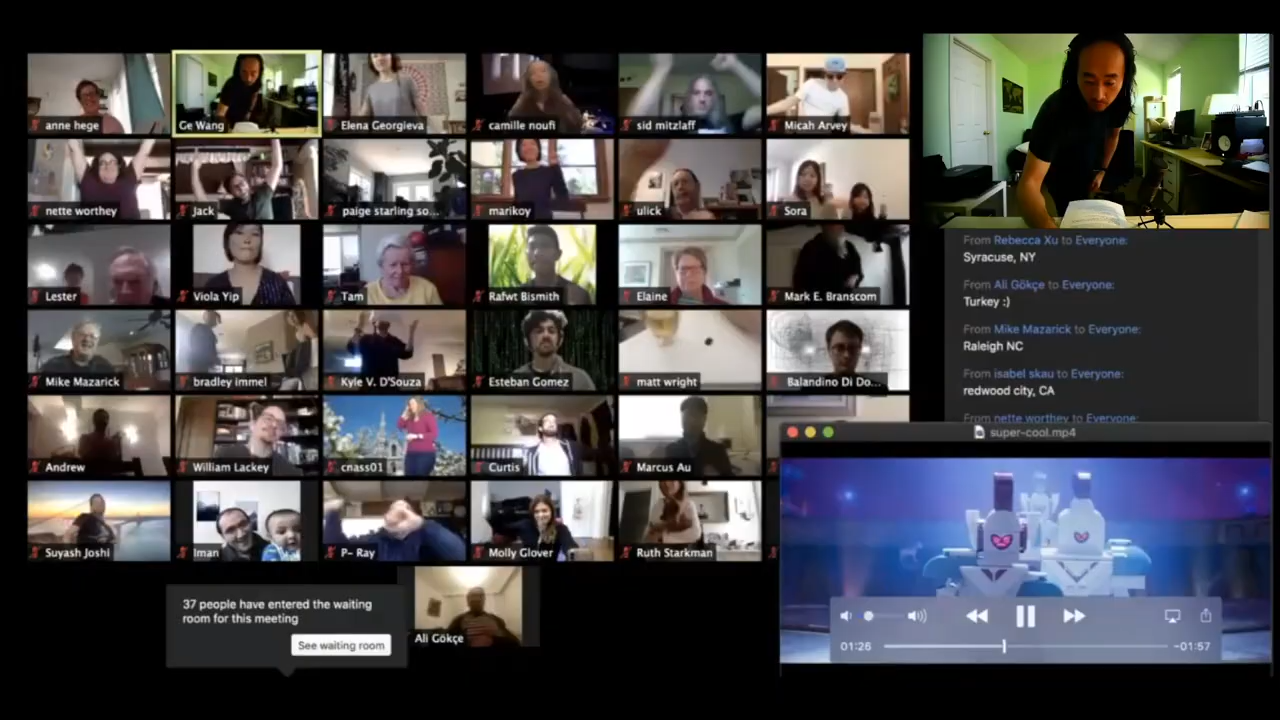 anne hege
Ge Wang
Elena Georgieva
camille noufi
sid mitzlaff
Micah Arvey
nette worthey
Jack
paige starling so...
marikoy
ulick
Sora
From Rebecca Xu to Everyone:
Syracuse, NY
From Ali Gökçe to Everyone:
Turkey :)
From Mike Mazarick to Everyone:
Raleigh NC
From isabel skau to Everyone:
redwood city, CA
From nette worthey to Everyone:
Lester
Viola Yip
Tam
Rafwt Bismith
Elaine
Mark E. Branscom
Mike Mazarick
bradley immel
Kyle V. D'Souza
Esteban Gomez
matt wright
Balandino Di Do...
Andrew
William Lackey
cnass01
Curtis
Marcus Au
Suyash Joshi
Iman
P- Ray
Molly Glover
Ruth Starkman
super-cool.mp4
01:26
-01:57
37 people have entered the waiting
room for this meeting
See waiting room
Ali Gökçe